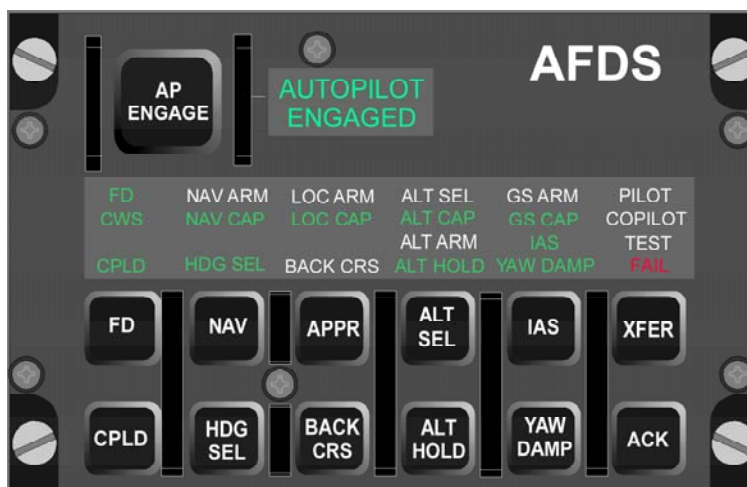 AFDS
AP
ENGAGE
AUTOPILOT
ENGAGED
FD NAV ARM LOC ARM ALT SEL GS ARM PILOT
CWS NAV CAP LOC CAP ALT CAP GS CAP COPILOT
ALT ARM IAS TEST
CPLD HDG SEL BACK CRS ALT HOLD YAW DAMP FAIL
FD NAV APPR ALT SEL IAS XFER
CPLD HDG SEL BACK CRS ALT HOLD YAW DAMP ACK